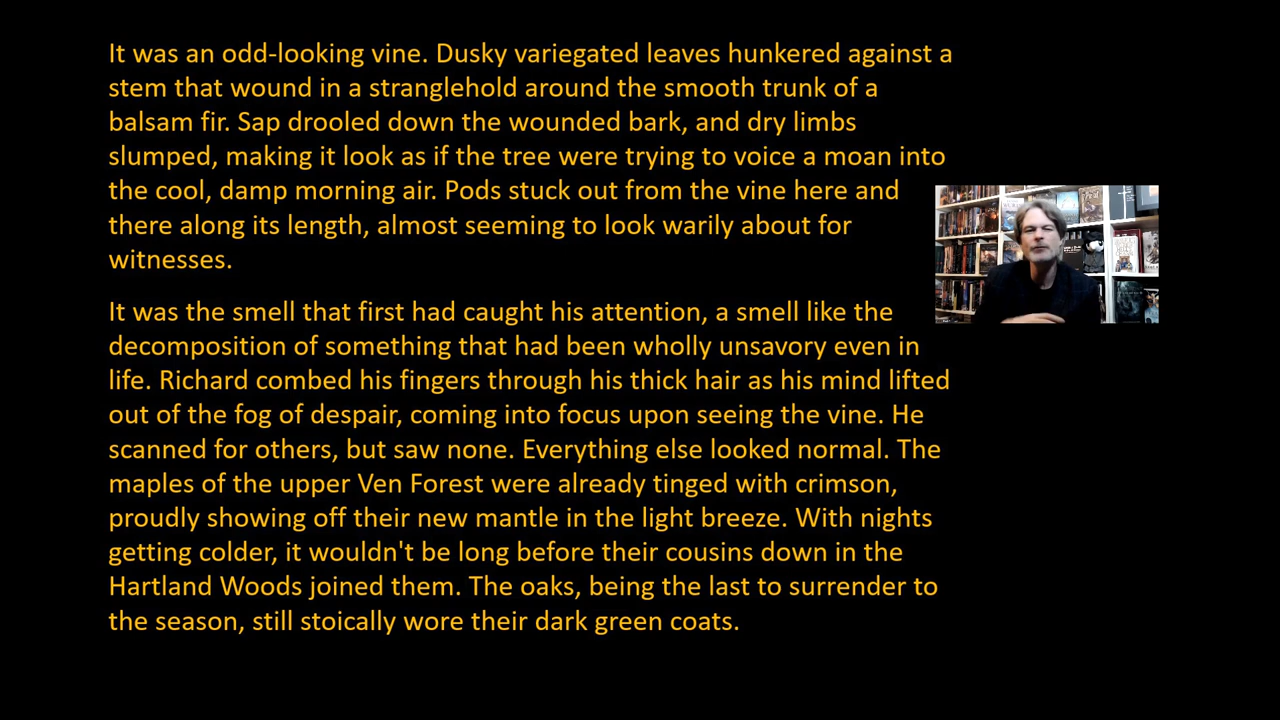 It was an odd-looking vine. Dusky variegated leaves hunkered against a
stem that wound in a stranglehold around the smooth trunk of a
balsam fir. Sap drooled down the wounded bark, and dry limbs
slumped, making it look as if the tree were trying to voice a moan into
the cool, damp morning air. Pods stuck out from the vine here and
there along its length, almost seeming to look warily about for
witnesses.
It was the smell that first had caught his attention, a smell like the
decomposition of something that had been wholly unsavory even in
life. Richard combed his fingers through his thick hair as his mind lifted
out of the fog of despair, coming into focus upon seeing the vine. He
scanned for others, but saw none. Everything else looked normal. The
maples of the upper Ven Forest were already tinged with crimson,
proudly showing off their new mantle in the light breeze. With nights
getting colder, it wouldn't be long before their cousins down in the
Hartland Woods joined them. The oaks, being the last to surrender to
the season, still stoically wore their dark green coats.